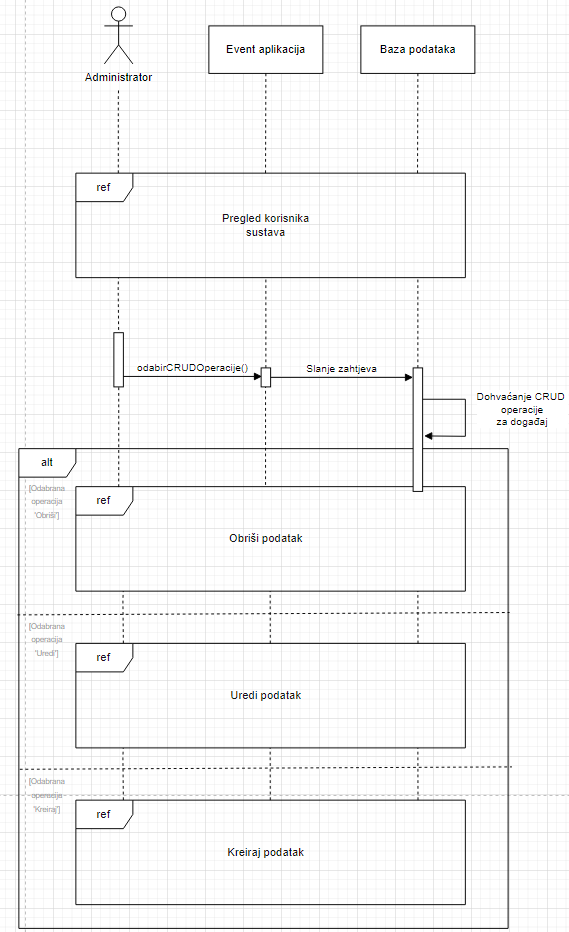 Administrator
Event aplikacija
Baza podataka
ref
Pregled korisnika
sustava
odabirCRUDOperacije()
Slanje zahtjeva
Dohvaćanje CRUD
operacije
za događaj
alt
[Odabrana
operacija
'Obriši']
ref
Obriši podatak
[Odabrana
operacija
'Uredi']
ref
Uredi podatak
[Odabrana
operacija
'Kreiraj']
ref
Kreiraj podatak